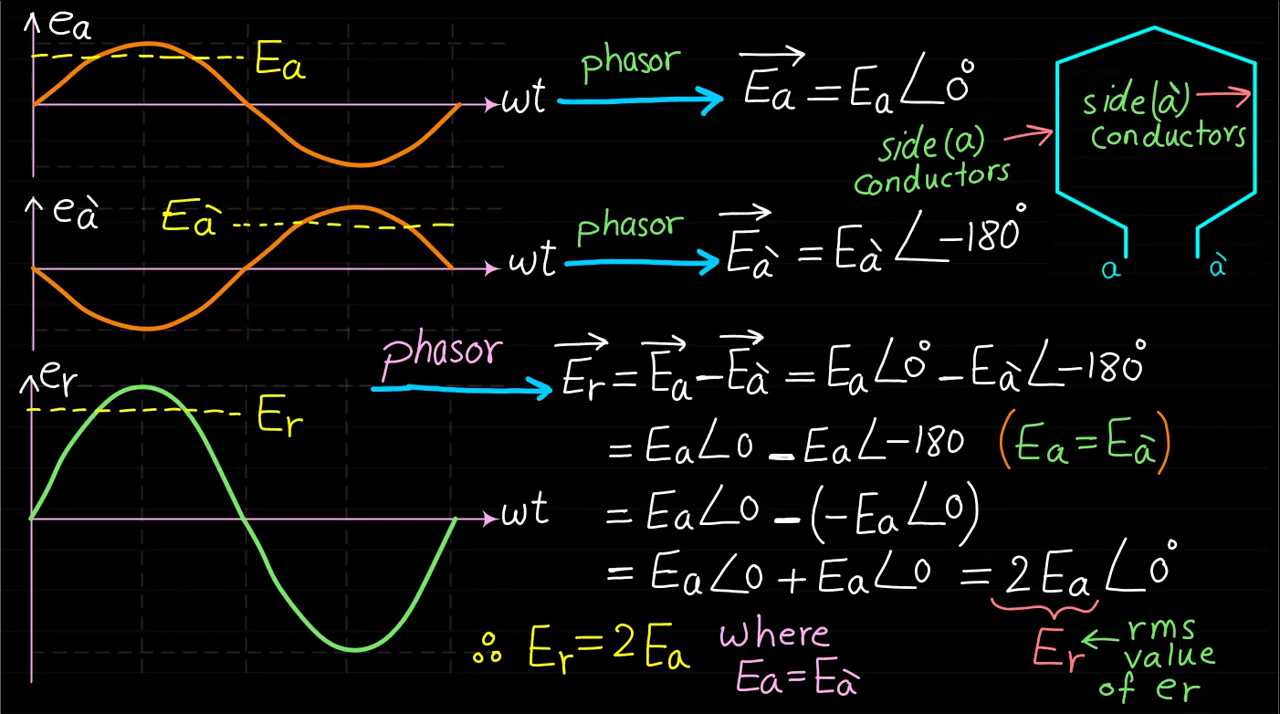 ea
Ea
ωt
phasor
Ea = Ea∠0°
side(à) conductors
side(a) conductors
a
à
eà
Eà
ωt
phasor
Eà = Eà∠-180°
er
Er
ωt
phasor
Er = Ea - Eà = Ea∠0° - Eà∠-180°
= Ea∠0 - Ea∠-180 (Ea = Eà)
= Ea∠0 - (-Ea∠0)
= Ea∠0 + Ea∠0 = 2Ea∠0°
∴ Er = 2Ea where
Ea = Eà
Er ← rms
value
of er